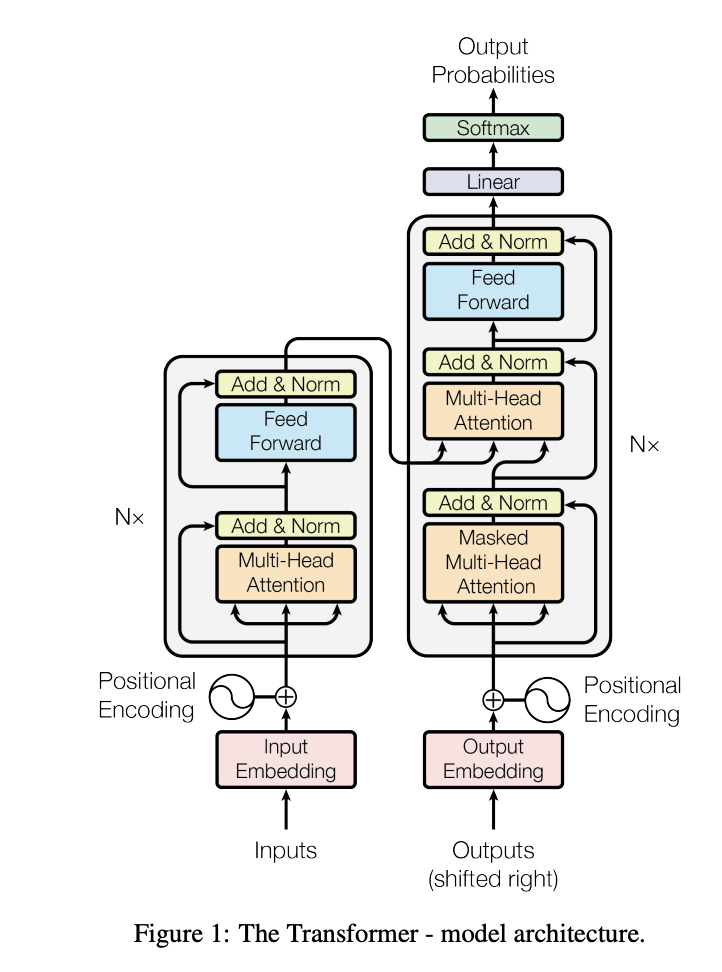 Output
Probabilities
Softmax
Linear
Add & Norm
Feed
Forward
Add & Norm
Multi-Head
Attention
Add & Norm
Masked
Multi-Head
Attention
N×
Add & Norm
Feed
Forward
Add & Norm
Multi-Head
Attention
N×
Positional
Encoding
Positional
Encoding
Input
Embedding
Output
Embedding
Inputs
Outputs
(shifted right)
Figure 1: The Transformer - model architecture.